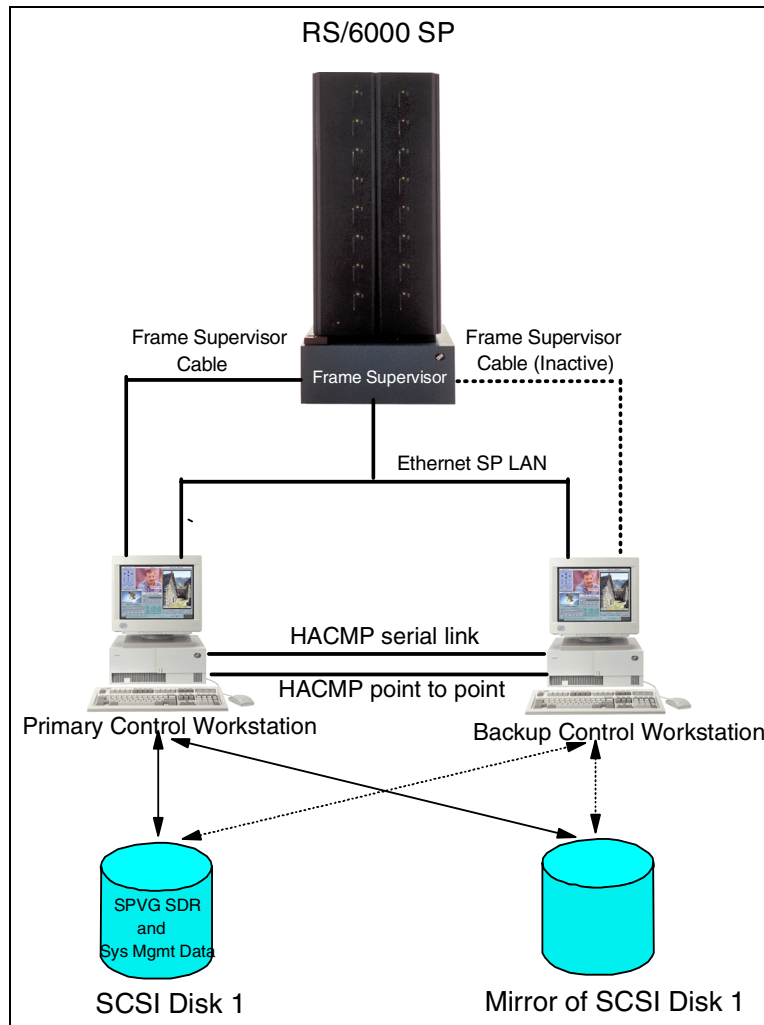 RS/6000 SP
Frame Supervisor
Cable
Frame Supervisor
Cable (Inactive)
Frame Supervisor
Ethernet SP LAN
HACMP serial link
HACMP point to point
Primary Control Workstation
Backup Control Workstation
SPVG SDR
and
Sys Mgmt Data
SCSI Disk 1
Mirror of SCSI Disk 1